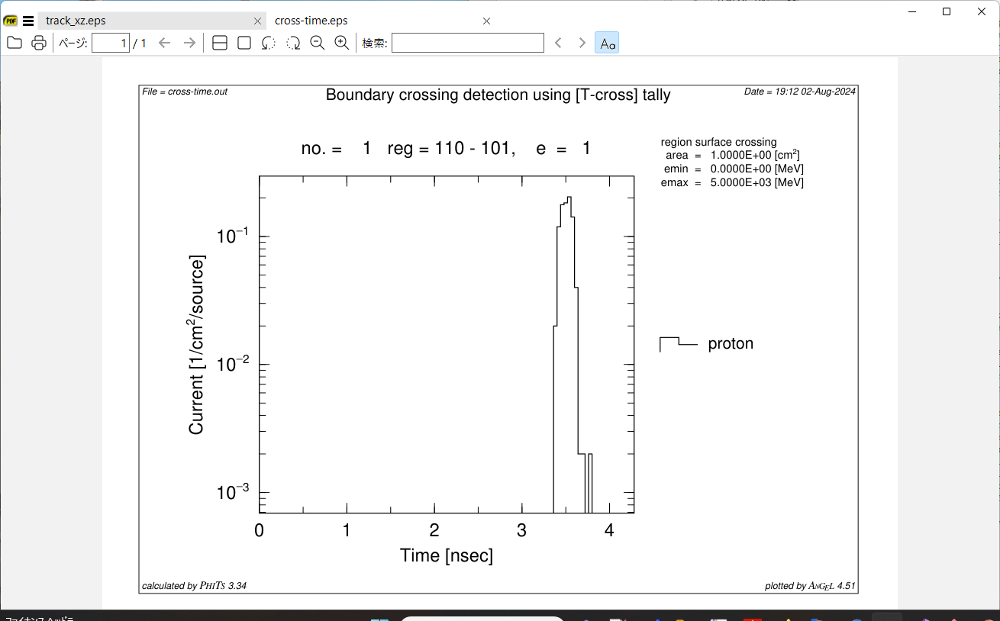 track_xz.eps
cross-time.eps
ページ: 1 / 1
検索:
Aa
File = cross-time.out
Date = 19:12 02-Aug-2024
Boundary crossing detection using [T-cross] tally
no. = 1 reg = 110 - 101, e = 1
region surface crossing
area = 1.0000E+00 [cm²]
emin = 0.0000E+00 [MeV]
emax = 5.0000E+03 [MeV]
10⁻¹
10⁻²
10⁻³
Current [1/cm²/source]
proton
0 1 2 3 4
Time [nsec]
calculated by PHITS 3.34
plotted by ANGEL 4.51